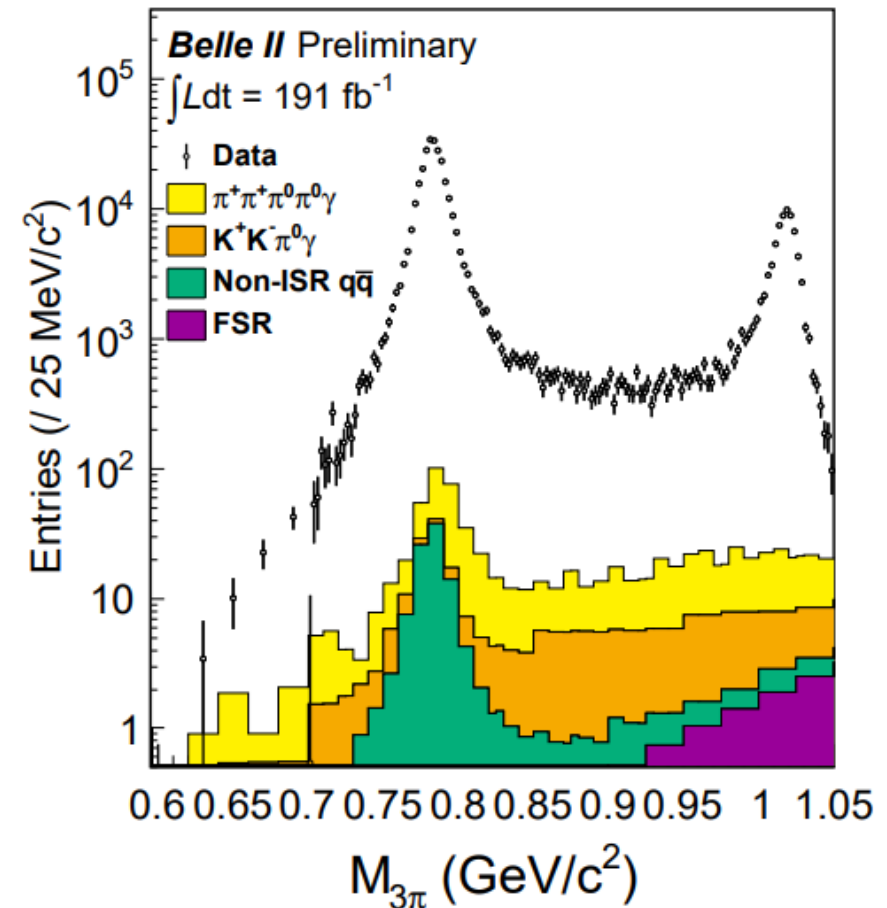 Belle II Preliminary
∫Ldt = 191 fb⁻¹
Data
π⁺π⁺π⁰π⁰γ
K⁺K⁻π⁰γ
Non-ISR qq̅
FSR
Entries (/ 25 MeV/c²)
10⁵
10⁴
10³
10²
10
1
0.6 0.65 0.7 0.75 0.8 0.85 0.9 0.95 1 1.05
M₃π (GeV/c²)